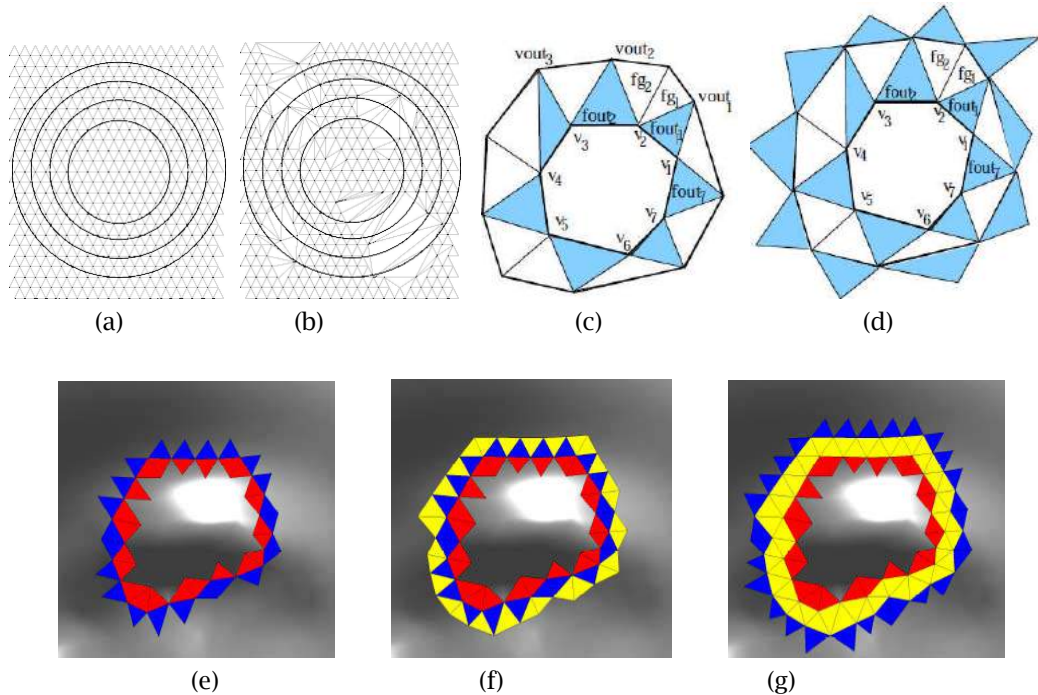 vout3
vout2
vout1
fg2
fg1
fout2
fout1
v3
v2
v1
v4
fout7
v5
v7
v6
fg2
fg1
fout2
fout1
v3
v2
v1
v4
fout7
v5
v7
v6
(a)
(b)
(c)
(d)
(e)
(f)
(g)